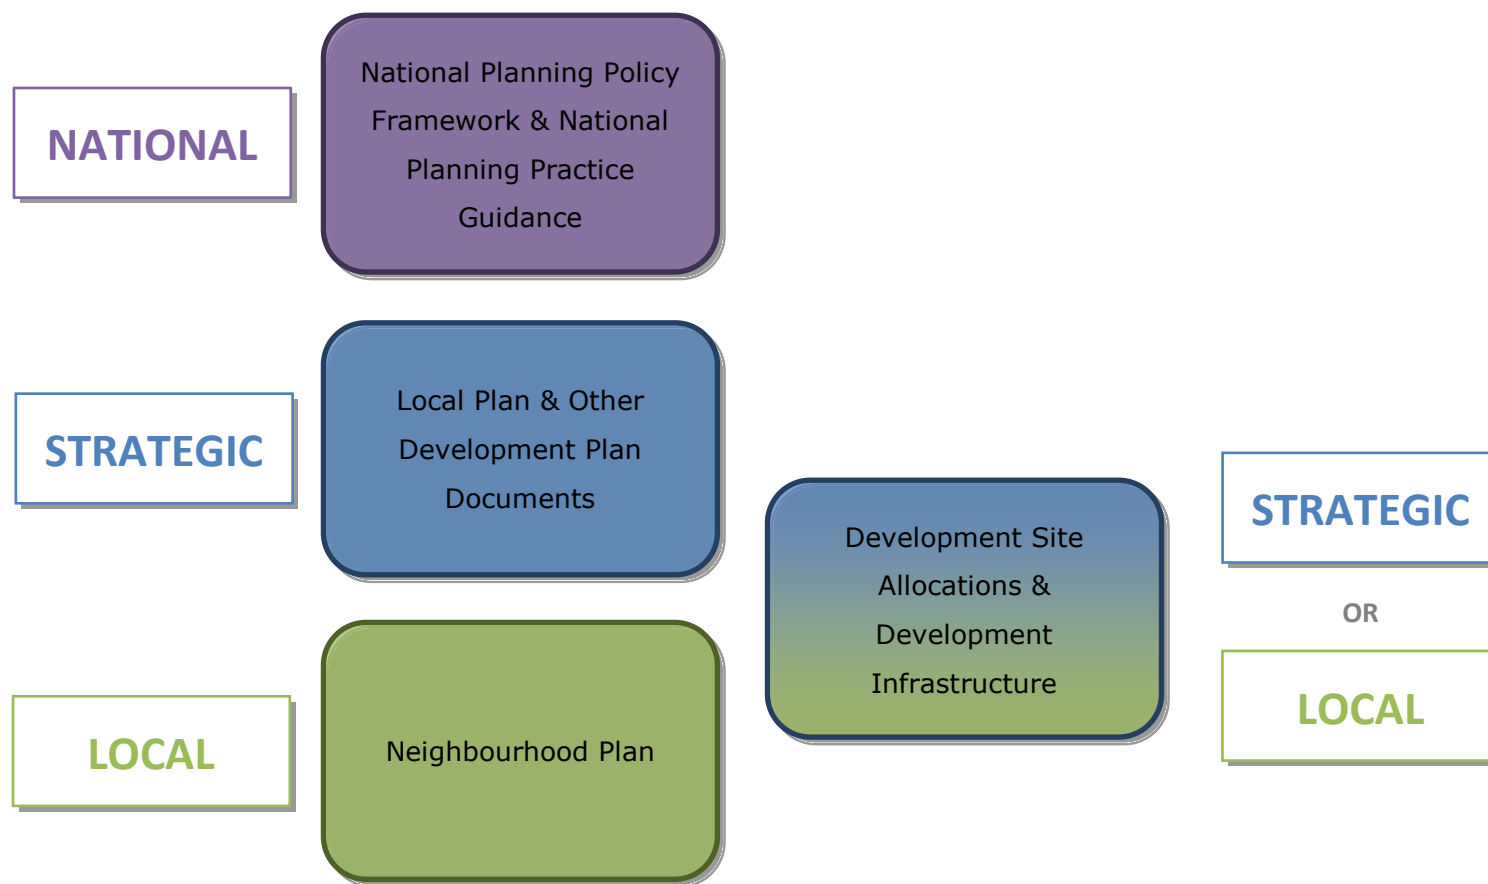 NATIONAL
National Planning Policy
Framework & National
Planning Practice
Guidance
STRATEGIC
Local Plan & Other
Development Plan
Documents
LOCAL
Neighbourhood Plan
Development Site
Allocations &
Development
Infrastructure
STRATEGIC
OR
LOCAL